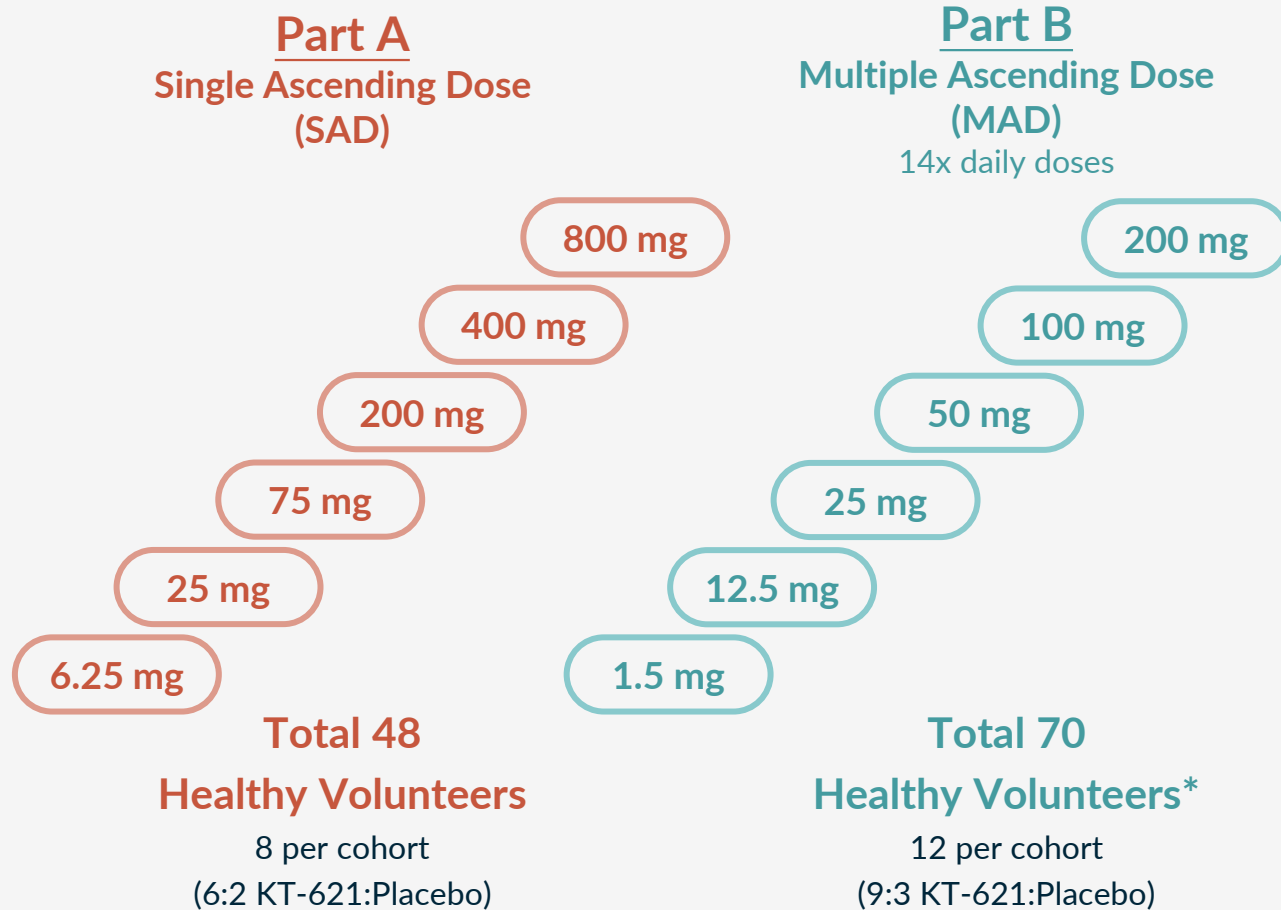 Part A
Single Ascending Dose
(SAD)
800 mg
400 mg
200 mg
75 mg
25 mg
6.25 mg
Total 48
Healthy Volunteers
8 per cohort
(6:2 KT-621:Placebo)
Part B
Multiple Ascending Dose
(MAD)
14x daily doses
200 mg
100 mg
50 mg
25 mg
12.5 mg
1.5 mg
Total 70
Healthy Volunteers*
12 per cohort
(9:3 KT-621:Placebo)